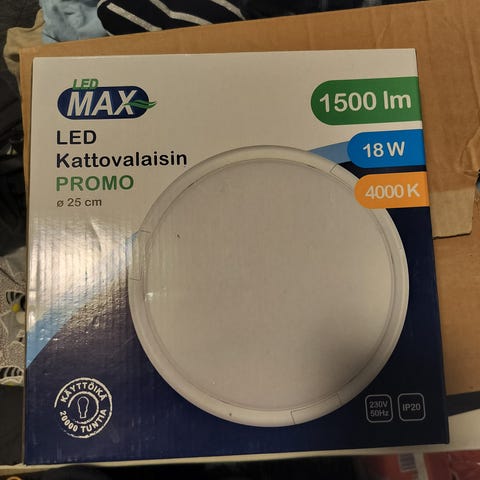 LED
MAX
LED
Kattovalaisin
PROMO
ø 25 cm
1500 lm
18 W
4000 K
KÄYTTÖIKÄ
20000 TUNTIA
230V
50Hz
IP20